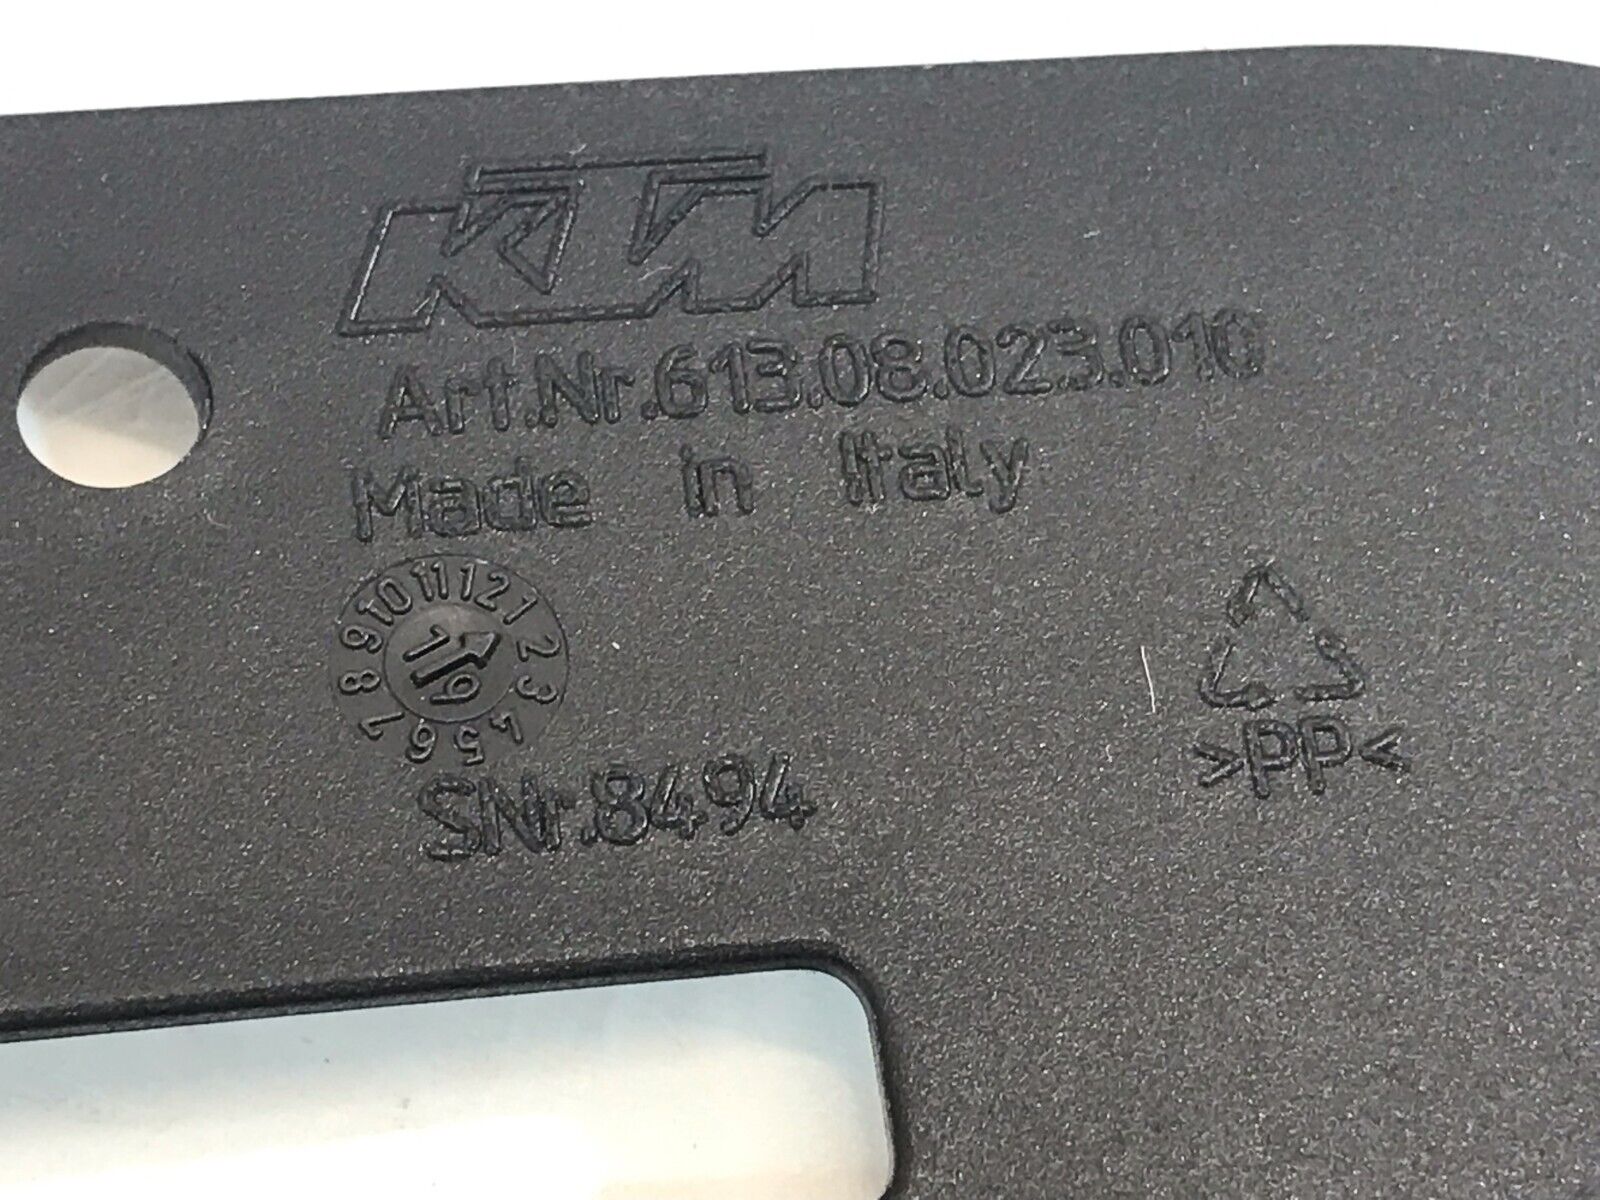 KTM
Art.Nr.613.08.023.010
Made in Italy
1 2 3 4 5 6 7 8 9 10 11 12
19
SNr.8494
>PP<